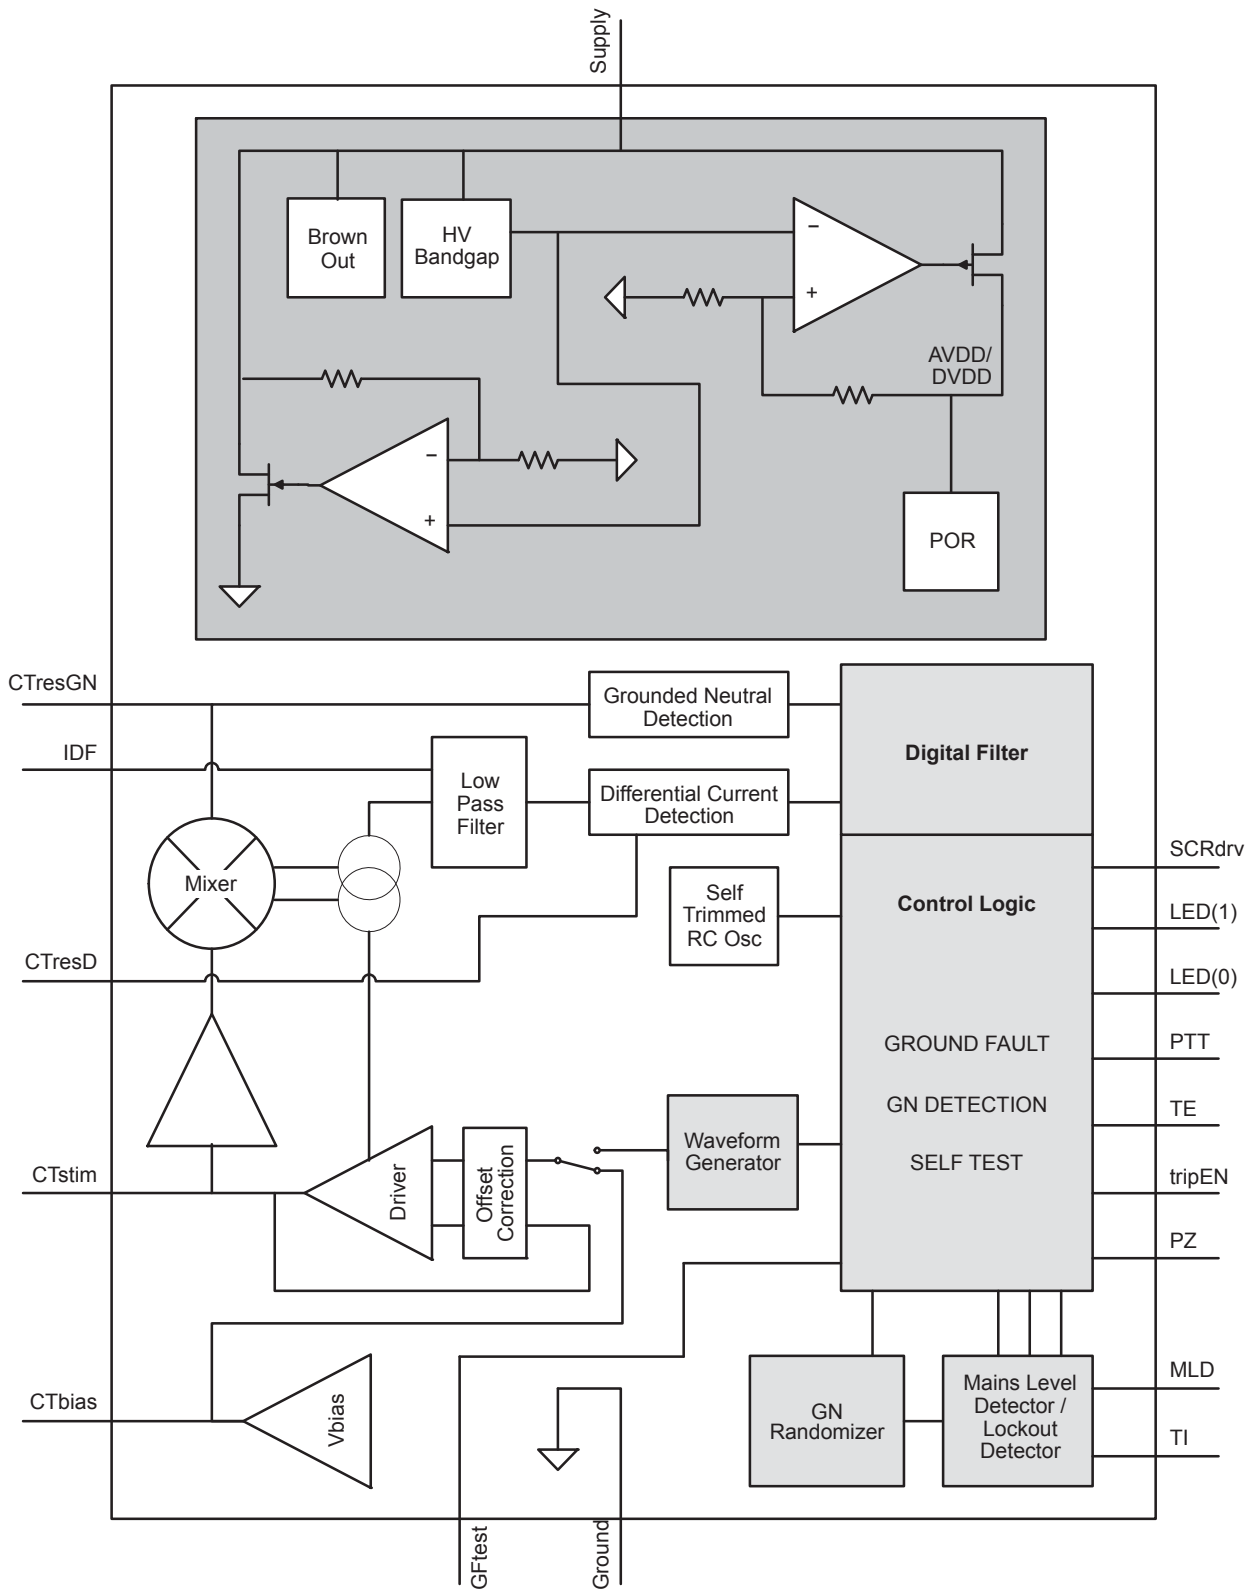 Supply
Brown
Out
HV
Bandgap
−
+
AVDD/
DVDD
−
+
POR
CTresGN
Grounded Neutral
Detection
IDF
Low
Pass
Filter
Differential Current
Detection
Digital Filter
Mixer
Self
Trimmed
RC Osc
Control Logic
SCRdrv
LED(1)
CTresD
LED(0)
GROUND FAULT
PTT
GN DETECTION
TE
Waveform
Generator
SELF TEST
CTstim
Driver
Offset
Correction
tripEN
PZ
CTbias
Vbias
GN
Randomizer
Mains Level
Detector /
Lockout
Detector
MLD
TI
GFtest
Ground